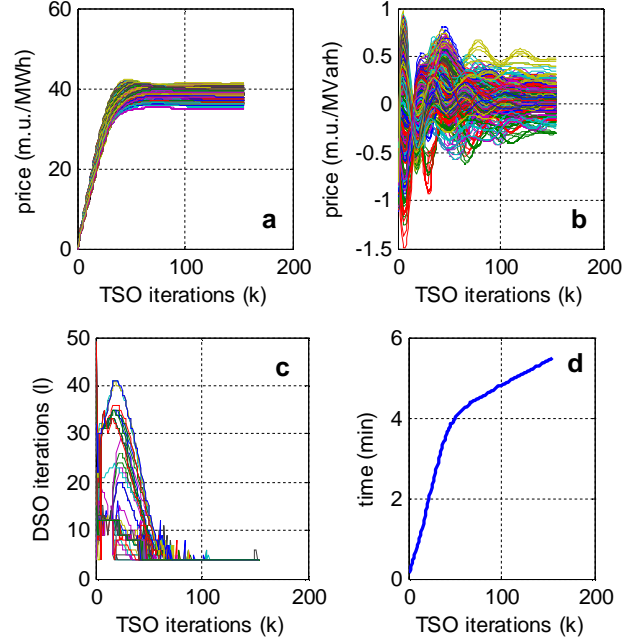 60
40
20
0
0
100
200
price (m.u./MWh)
TSO iterations (k)
a
1
0.5
0
-0.5
-1
-1.5
0
100
200
price (m.u./MVarh)
TSO iterations (k)
b
50
40
30
20
10
0
0
100
200
DSO iterations (l)
TSO iterations (k)
c
6
4
2
0
0
100
200
time (min)
TSO iterations (k)
d